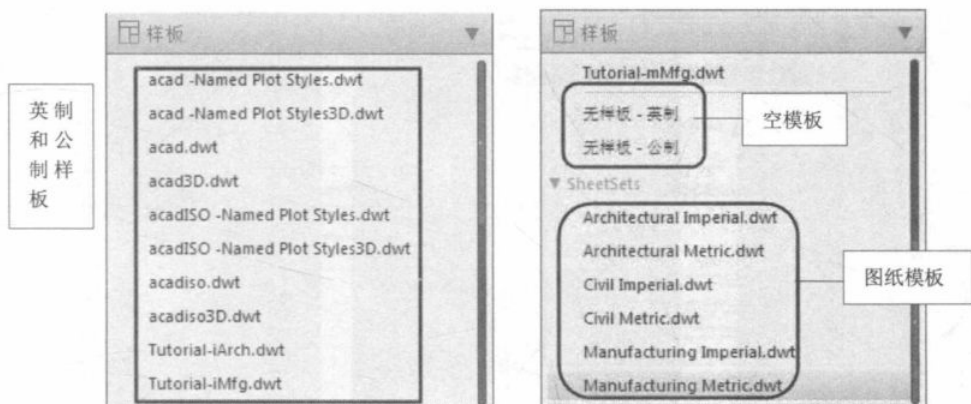 英制
和公
制样
板
样板
acad -Named Plot Styles.dwt
acad -Named Plot Styles3D.dwt
acad.dwt
acad3D.dwt
acadISO -Named Plot Styles.dwt
acadISO -Named Plot Styles3D.dwt
acadiso.dwt
acadiso3D.dwt
Tutorial-iArch.dwt
Tutorial-iMfg.dwt
样板
Tutorial-mMfg.dwt
无样板 - 英制
无样板 - 公制
空模板
SheetSets
Architectural Imperial.dwt
Architectural Metric.dwt
Civil Imperial.dwt
Civil Metric.dwt
Manufacturing Imperial.dwt
Manufacturing Metric.dwt
图纸模板